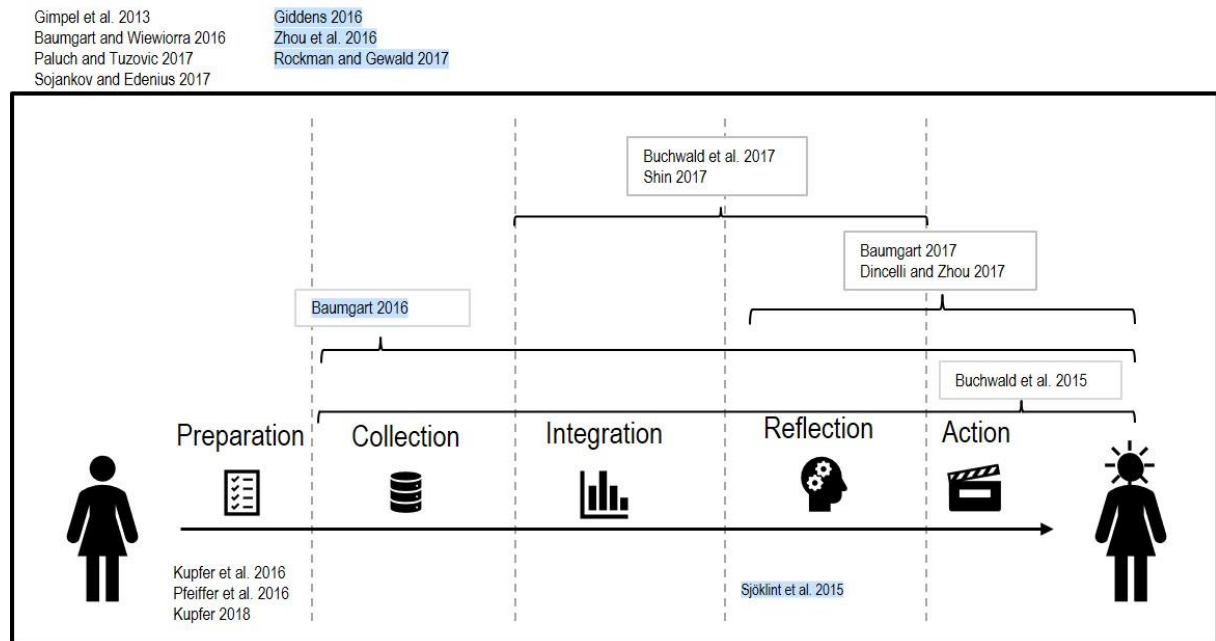 Gimpel et al. 2013
Baumgart and Wiewiorra 2016
Paluch and Tuzovic 2017
Sojankov and Edenius 2017
Giddens 2016
Zhou et al. 2016
Rockman and Gewald 2017
Buchwald et al. 2017
Shin 2017
Baumgart 2017
Dincelli and Zhou 2017
Baumgart 2016
Buchwald et al. 2015
Preparation
Collection
Integration
Reflection
Action
Kupfer et al. 2016
Pfeiffer et al. 2016
Kupfer 2018
Sjöklint et al. 2015